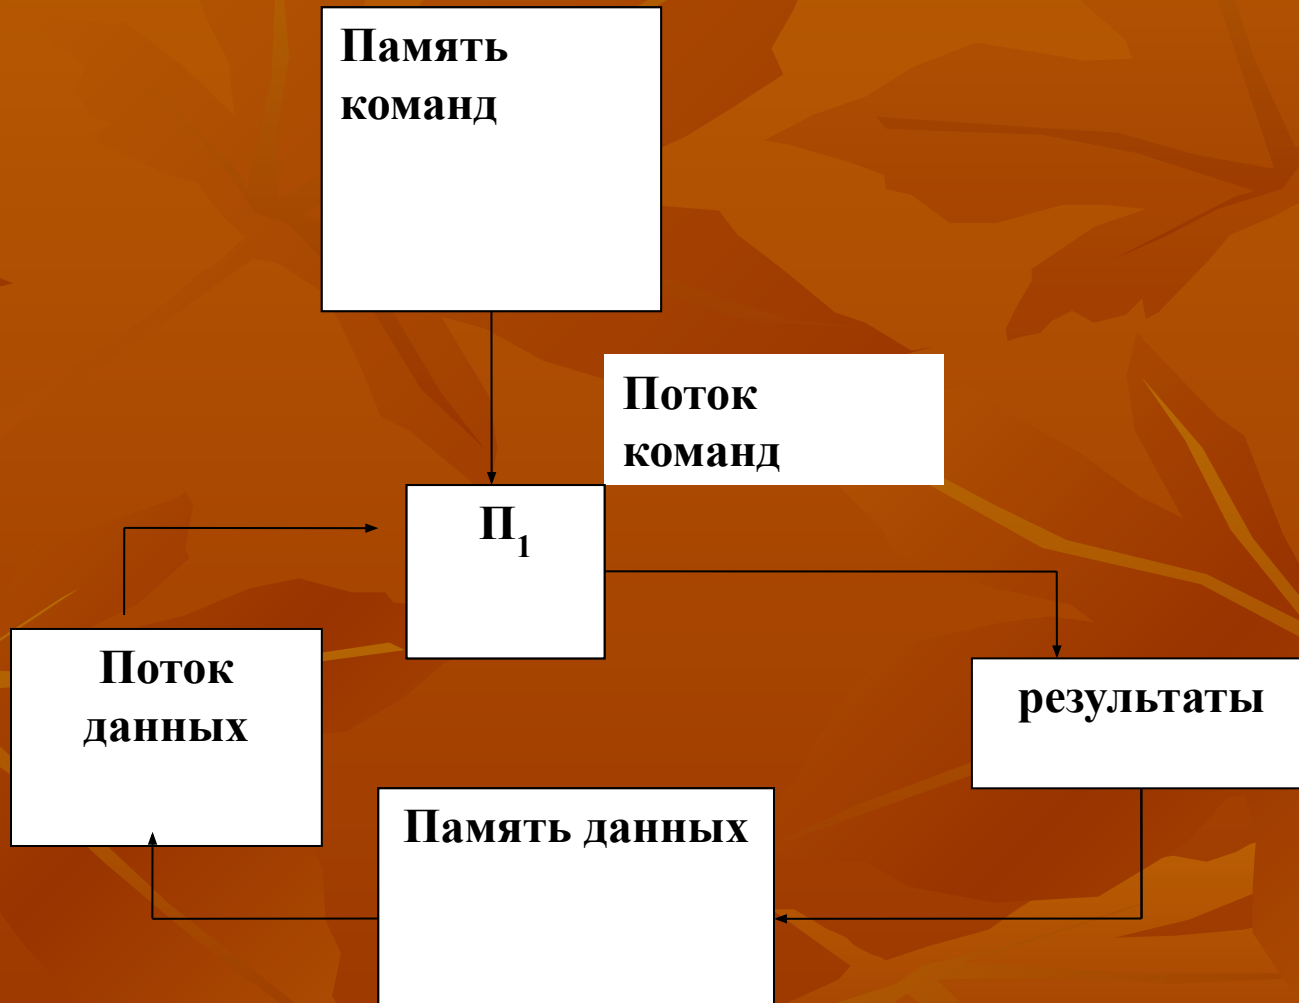 Память
команд
Поток
команд
П₁
Поток
данных
результаты
Память данных